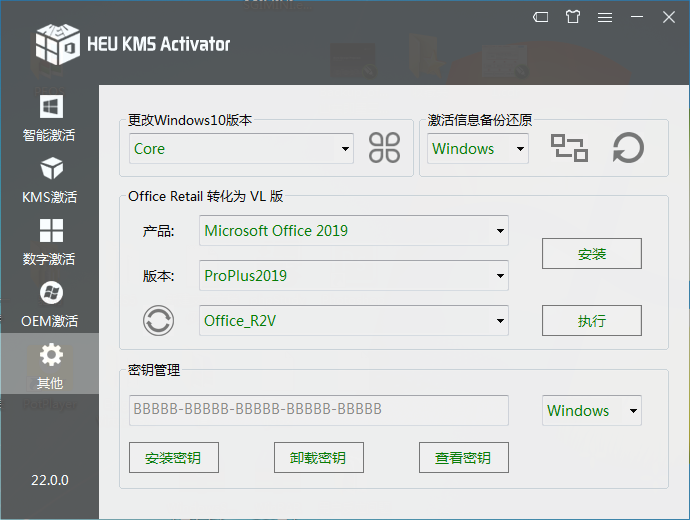 HEU KMS Activator
智能激活
KMS激活
数字激活
OEM激活
其他
22.0.0
更改Windows10版本
Core
激活信息备份还原
Windows
Office Retail 转化为 VL 版
产品:
Microsoft Office 2019
安装
版本:
ProPlus2019
Office_R2V
执行
密钥管理
BBBBB-BBBBB-BBBBB-BBBBB-BBBBB
Windows
安装密钥
卸载密钥
查看密钥